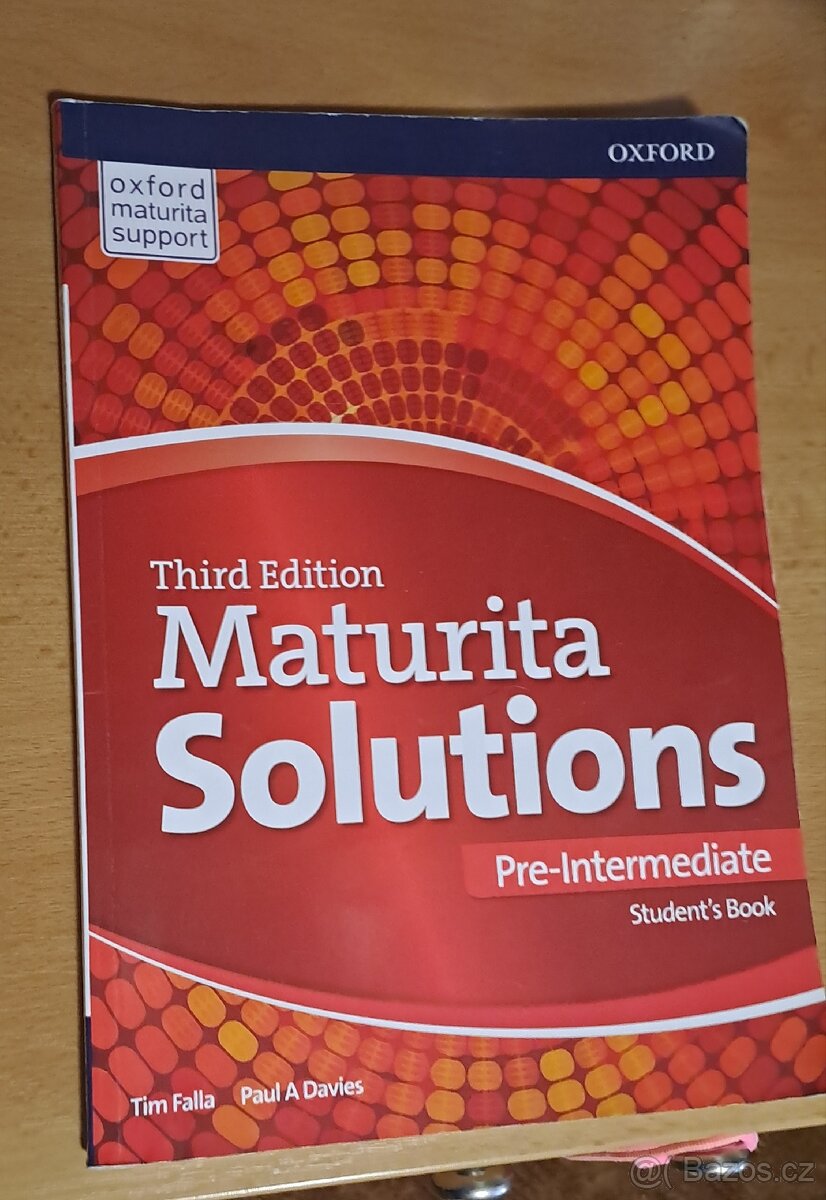 OXFORD
oxford
maturita
support
Third Edition
Maturita
Solutions
Pre-Intermediate
Student's Book
Tim Falla Paul A Davies
@( Bazos.cz